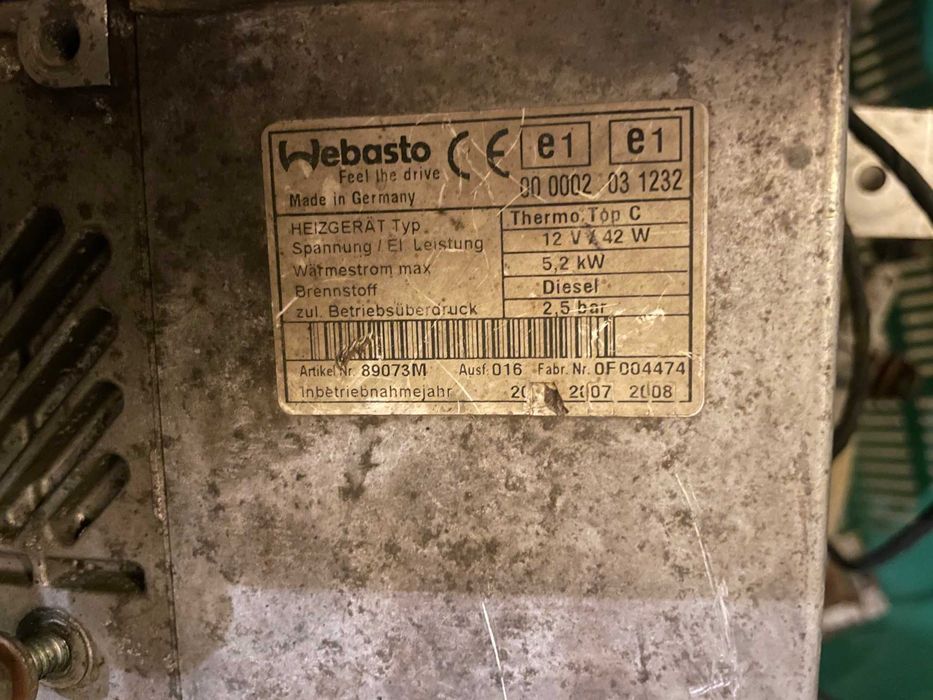 Webasto CE e1 e1
Feel the drive
00 0002 03 1232
Made in Germany
HEIZGERÄT Typ Thermo Top C
Spannung / El. Leistung 12 V / 42 W
Wärmestrom max 5,2 kW
Brennstoff Diesel
zul. Betriebsüberdruck 2,5 bar
Artikel Nr. 89073M Ausf. 016 Fabr. Nr. 0F004474
Inbetriebnahmejahr 2007 2008